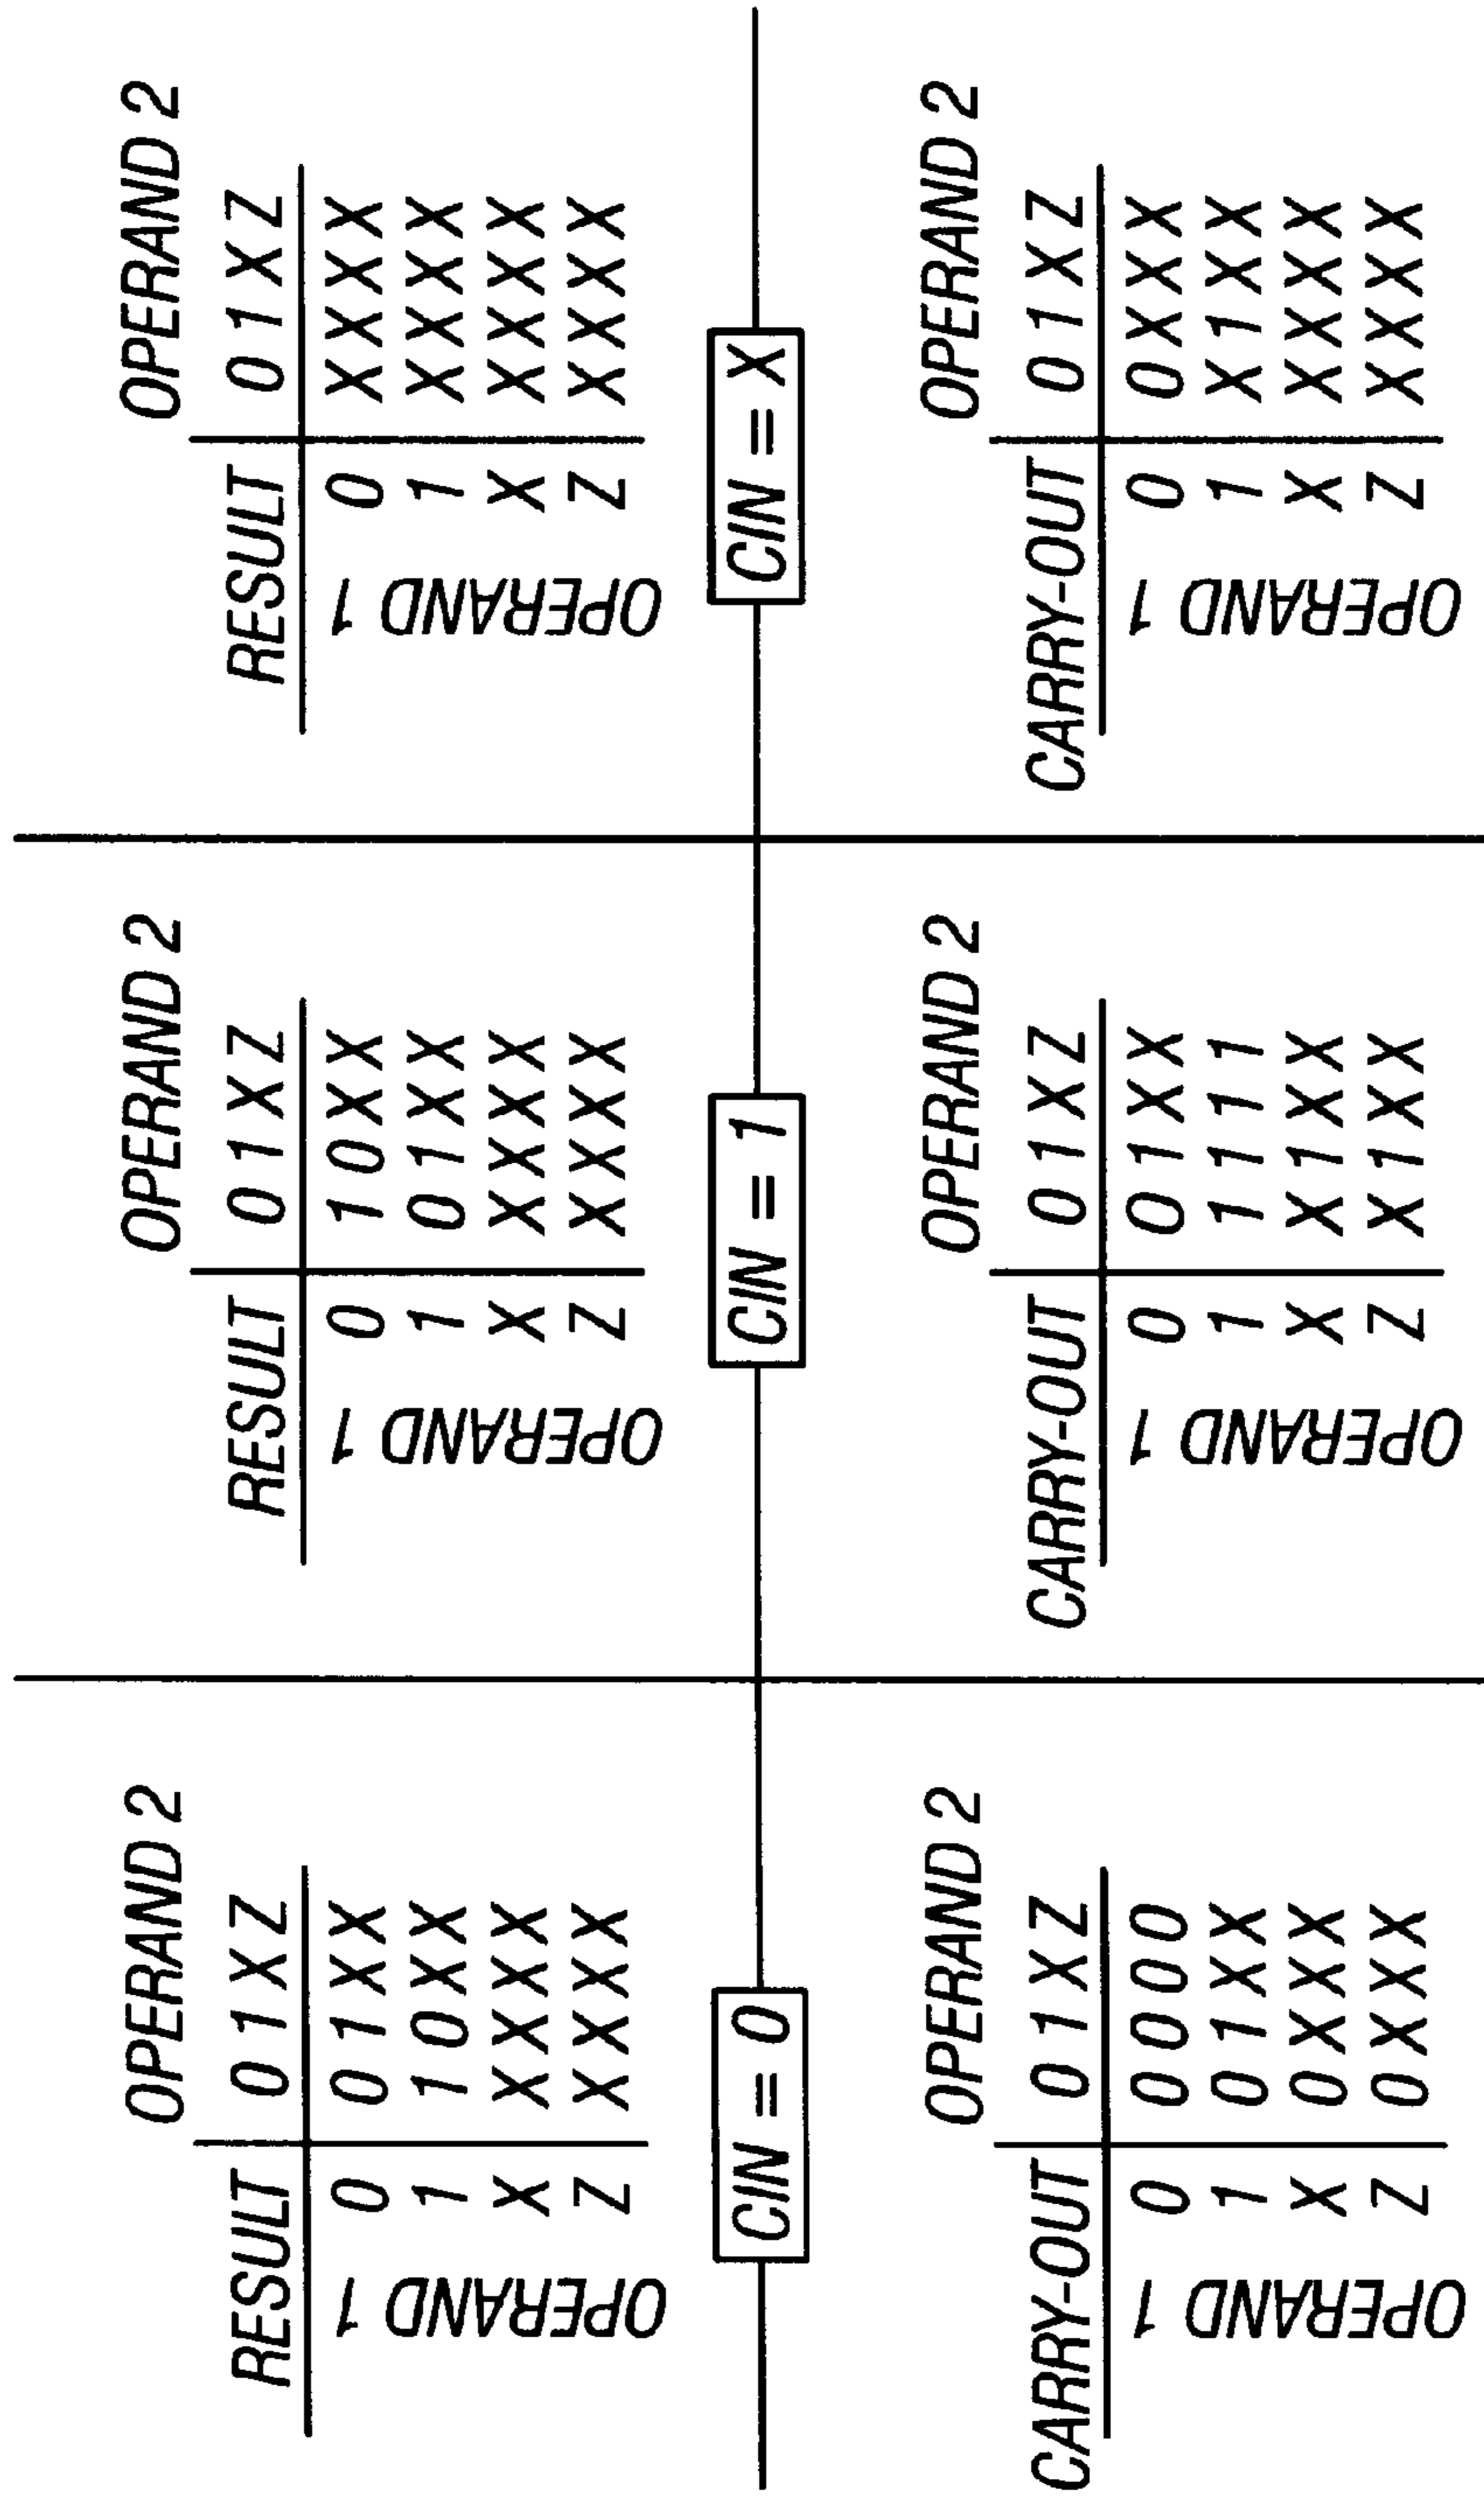 OPERAND 2
RESULT 0 1 X Z
0 0 1 X X
1 1 0 X X
X X X X X
Z X X X X
OPERAND 1
CIN = 0
OPERAND 2
CARRY-OUT 0 1 X Z
0 0 0 0 0
1 0 1 X X
X 0 X X X
Z 0 X X X
OPERAND 1
OPERAND 2
RESULT 0 1 X Z
0 1 0 X X
1 0 1 X X
X X X X X
Z X X X X
OPERAND 1
CIN = 1
OPERAND 2
CARRY-OUT 0 1 X Z
0 0 1 X X
1 1 1 1 1
X X 1 X X
Z X 1 X X
OPERAND 1
OPERAND 2
RESULT 0 1 X Z
0 X X X X
1 X X X X
X X X X X
Z X X X X
OPERAND 1
CIN = X
OPERAND 2
CARRY-OUT 0 1 X Z
0 0 X X X
1 X 1 X X
X X X X X
Z X X X X
OPERAND 1